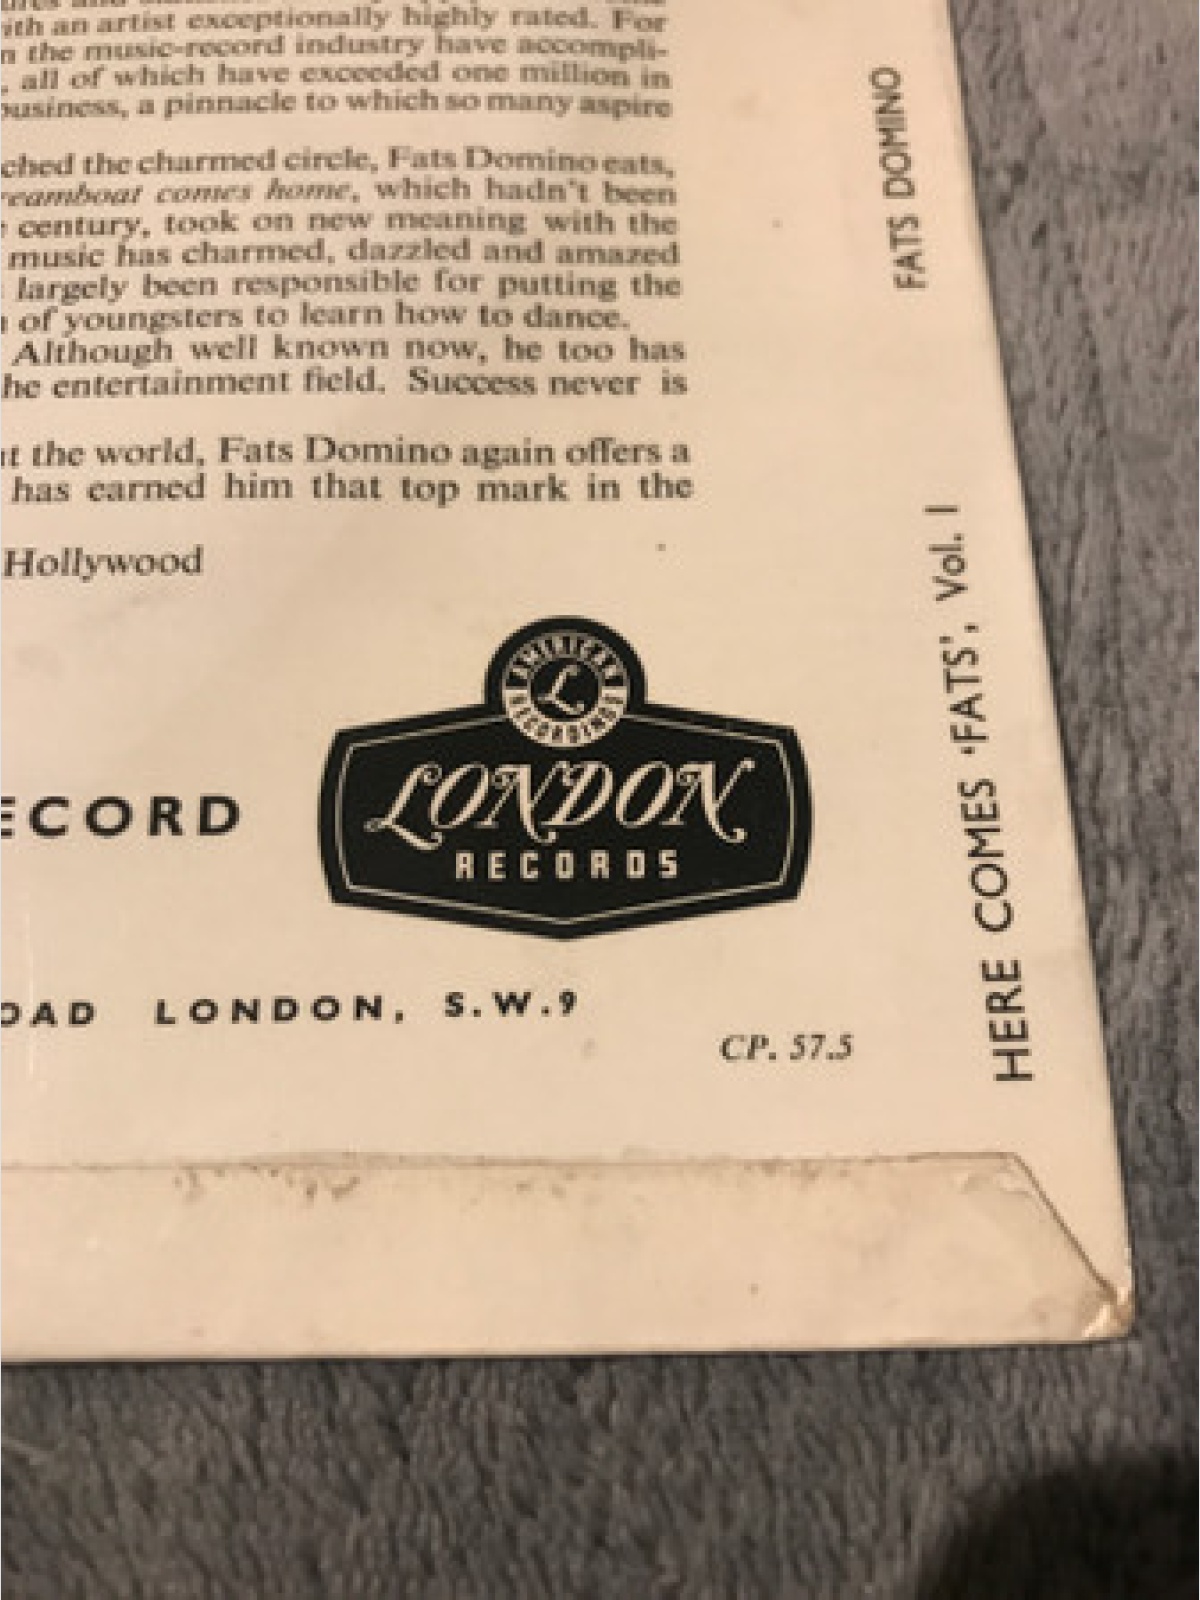 with an artist exceptionally highly rated. For
the music-record industry have accompli-
all of which have exceeded one million in
business, a pinnacle to which so many aspire
ched the charmed circle, Fats Domino eats,
reamboat comes home, which hadn't been
century, took on new meaning with the
music has charmed, dazzled and amazed
largely been responsible for putting the
of youngsters to learn how to dance.
Although well known now, he too has
he entertainment field. Success never is
the world, Fats Domino again offers a
has earned him that top mark in the
Hollywood
AMERICAN
L
RECORDINGS
LONDON
RECORDS
ECORD
OAD LONDON, S.W.9
CP. 57.5
HERE COMES 'FATS', Vol. 1
FATS DOMINO